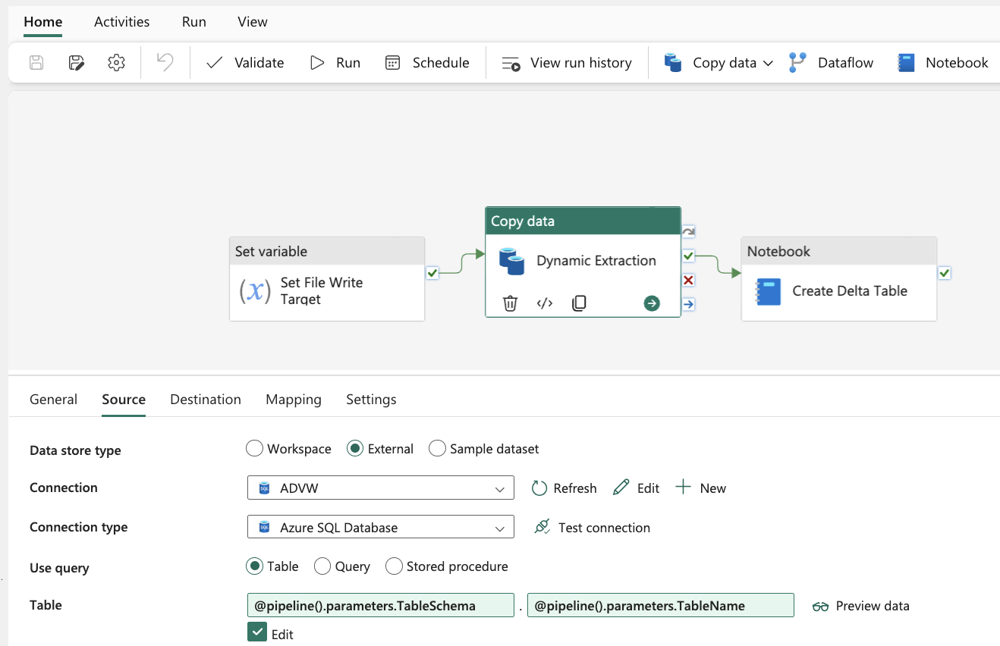 Home Activities Run View
Validate Run Schedule View run history Copy data Dataflow Notebook
Copy data
Dynamic Extraction
Set variable
(x) Set File Write
Target
Notebook
Create Delta Table
General Source Destination Mapping Settings
Data store type Workspace External Sample dataset
Connection SQL ADVW Refresh Edit New
Connection type SQL Azure SQL Database Test connection
Use query Table Query Stored procedure
Table @pipeline().parameters.TableSchema . @pipeline().parameters.TableName Preview data
Edit